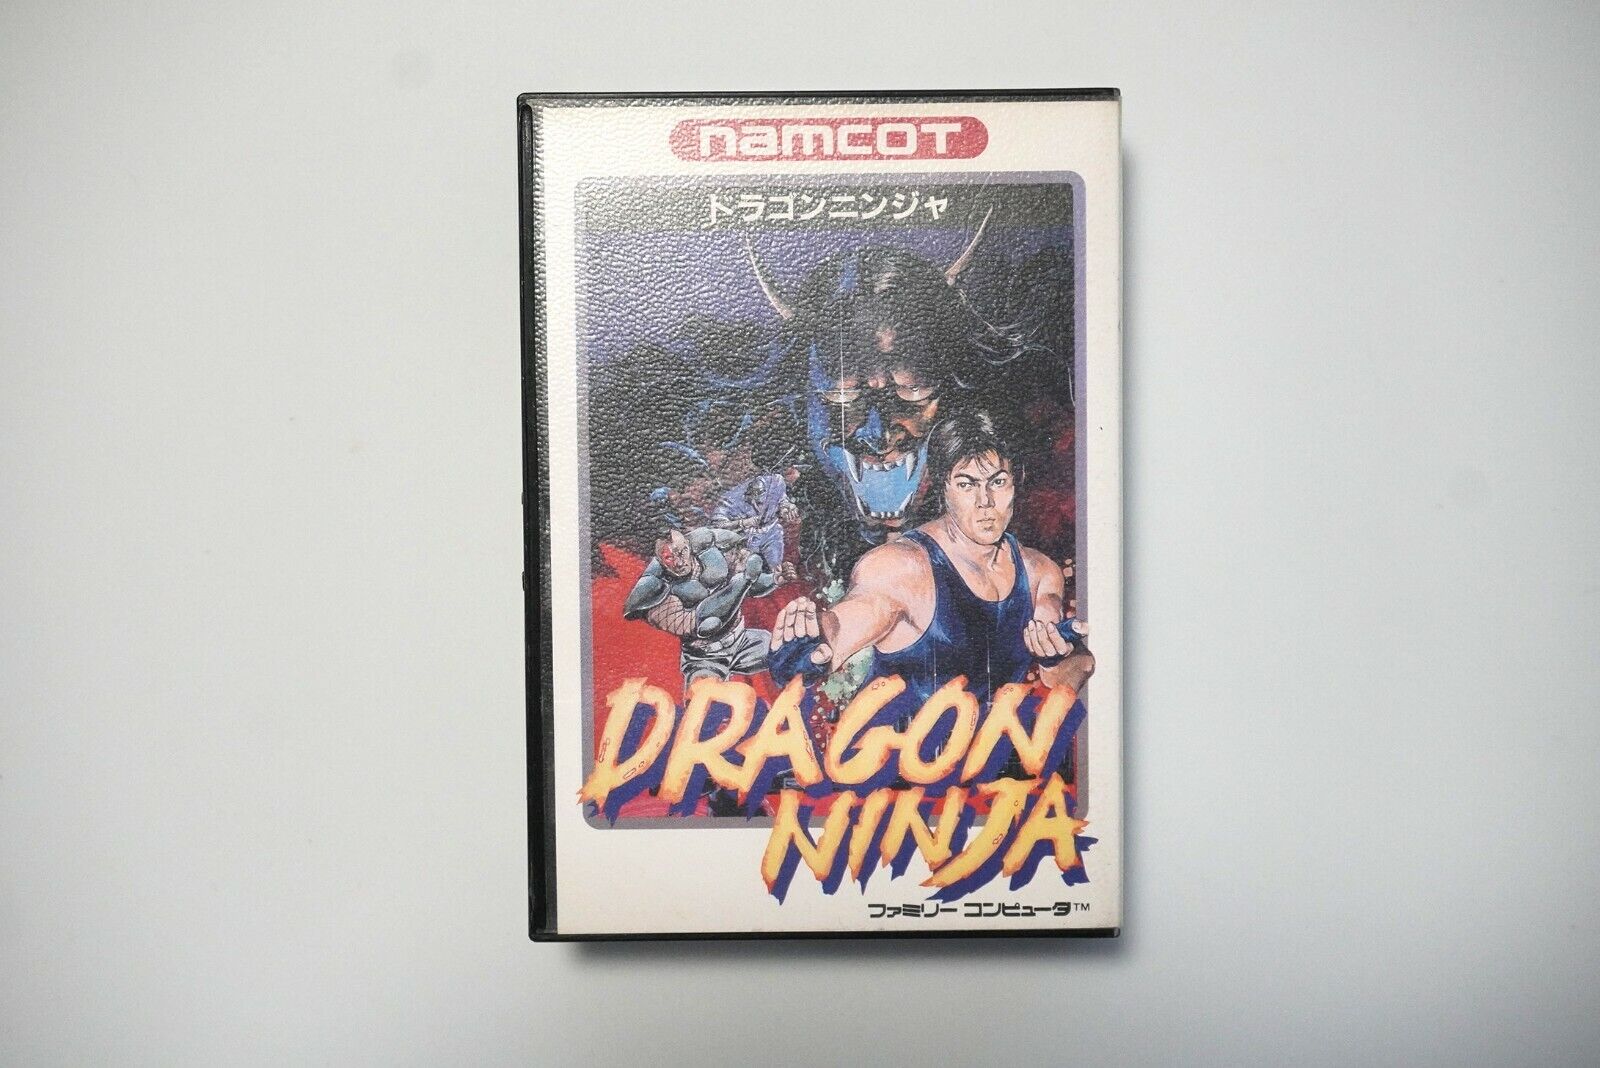 namcot
ドラゴンニンジャ
DRAGON
NINJA
ファミリー コンピュータ™